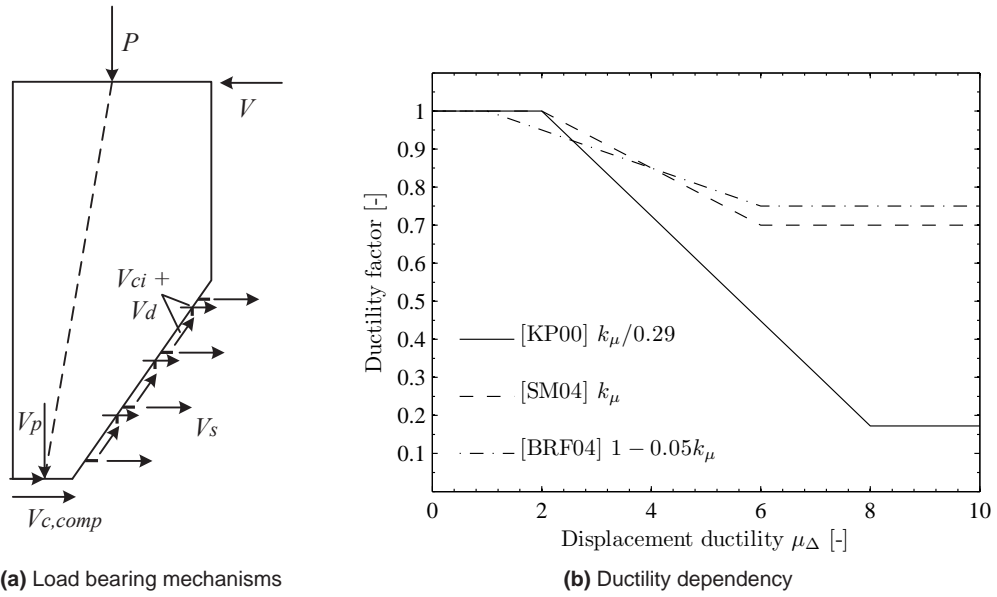 P
V
Vci +
Vd
Vp
Vs
Vc,comp
(a) Load bearing mechanisms
1
0.9
0.8
0.7
0.6
0.5
0.4
0.3
0.2
0.1
Ductility factor [-]
[KP00] kμ/0.29
[SM04] kμ
[BRF04] 1 − 0.05kμ
0 2 4 6 8 10
Displacement ductility μΔ [-]
(b) Ductility dependency